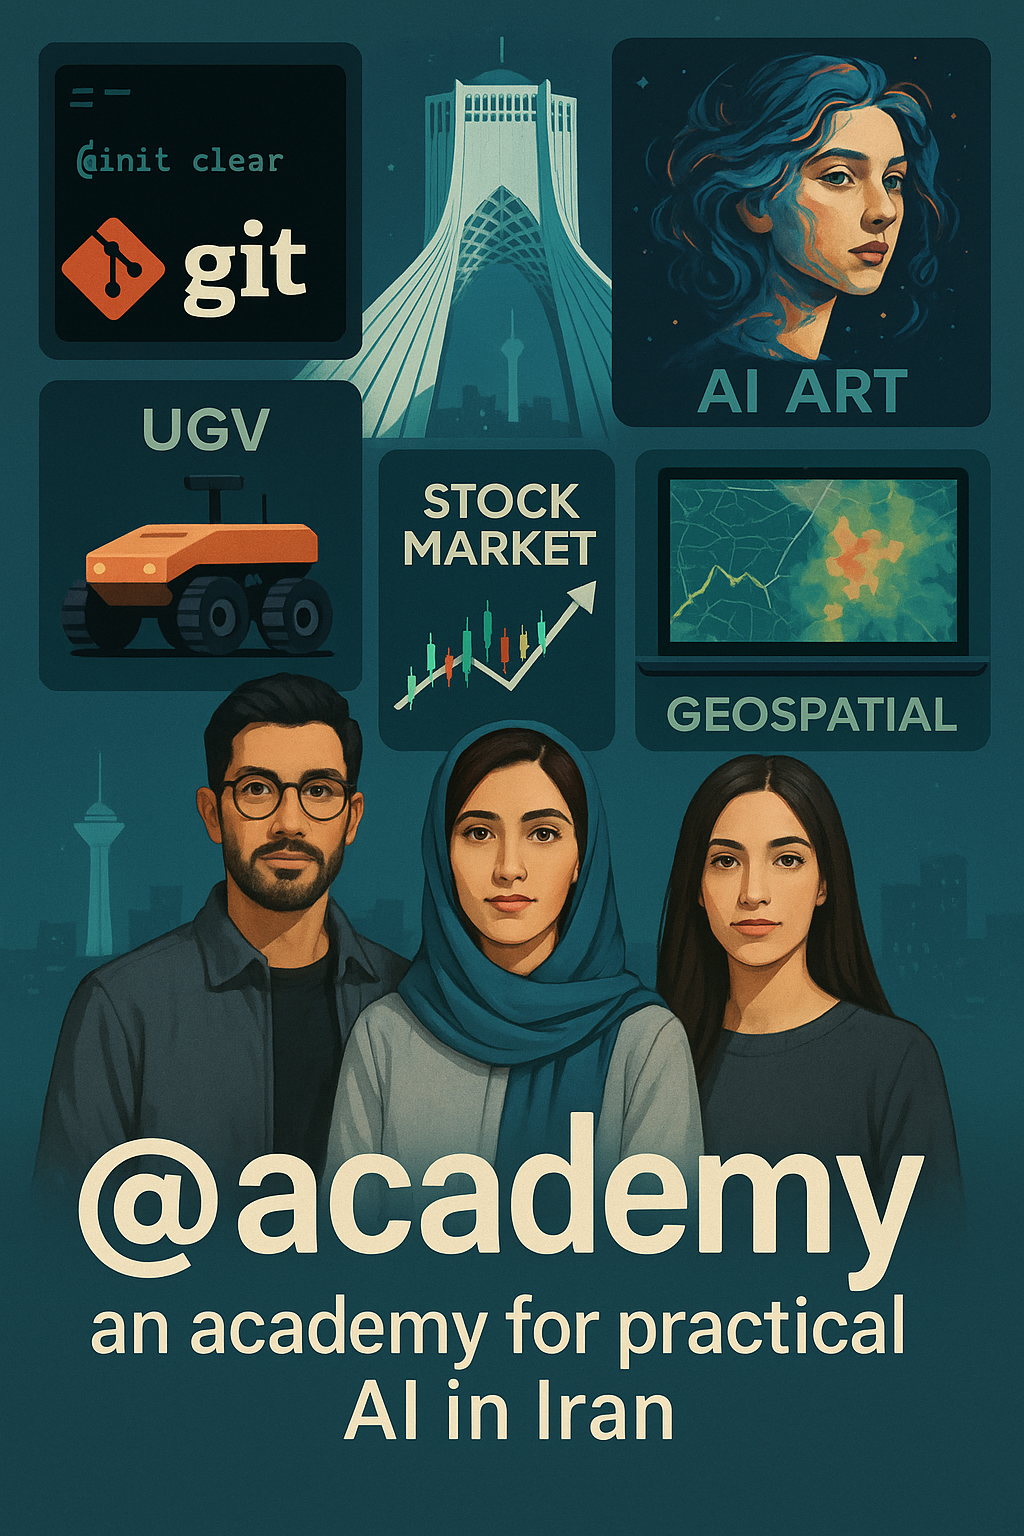 @init clear
git
AI ART
UGV
STOCK
MARKET
GEOSPATIAL
@academy
an academy for practical
AI in Iran